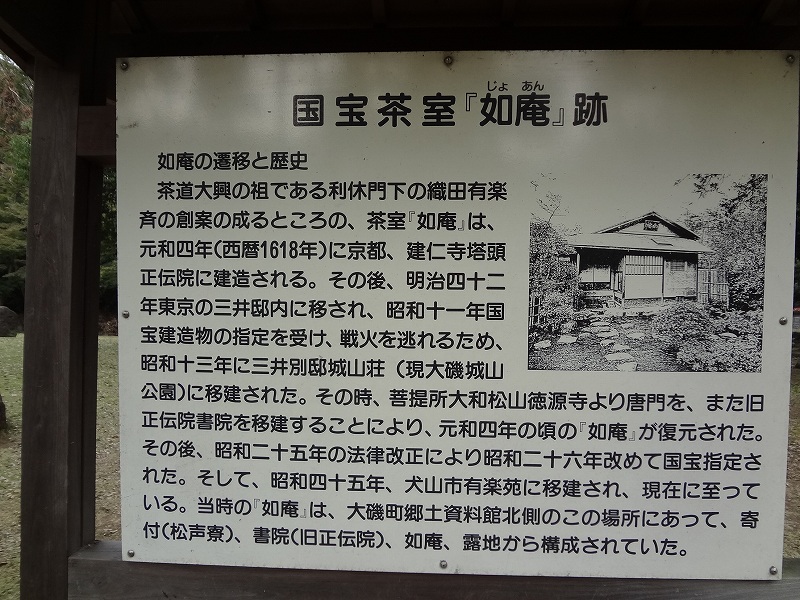 じょ あん
国宝茶室『如庵』跡
如庵の遷移と歴史
茶道大興の祖である利休門下の織田有楽
斉の創案の成るところの、茶室『如庵』は、
元和四年(西暦1618年)に京都、建仁寺塔頭
正伝院に建造される。その後、明治四十二
年東京の三井邸内に移され、昭和十一年国
宝建造物の指定を受け、戦火を逃れるため、
昭和十三年に三井別邸城山荘（現大磯城山
公園)に移建された。その時、菩提所大和松山徳源寺より唐門を、また旧
正伝院書院を移建することにより、元和四年の頃の『如庵』が復元された。
その後、昭和二十五年の法律改正により昭和二十六年改めて国宝指定さ
れた。そして、昭和四十五年、犬山市有楽苑に移建され、現在に至って
いる。当時の『如庵』は、大磯町郷土資料館北側のこの場所にあって、寄
付(松声寮)、書院(旧正伝院)、如庵、露地から構成されていた。